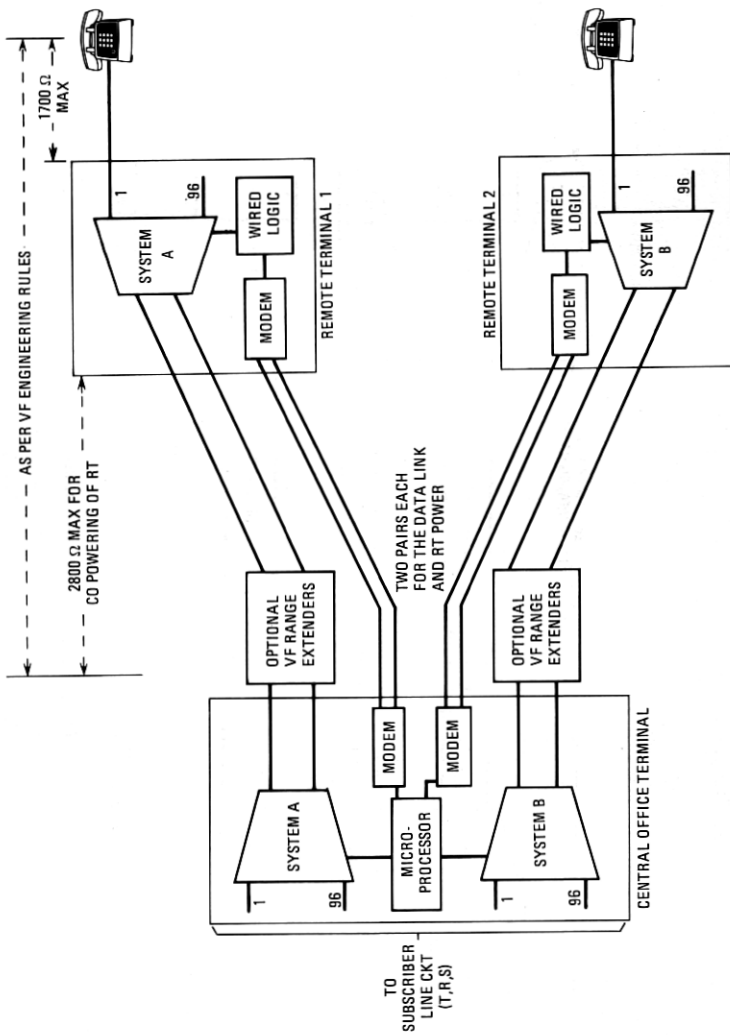 AS PER VF ENGINEERING RULES
2800 Ω MAX FOR
CO POWERING OF RT
1700 Ω
MAX
TO
SUBSCRIBER
LINE CKT
(T,R,S)
1
96
SYSTEM A
MICRO-
PROCESSOR
MODEM
MODEM
1
96
SYSTEM B
CENTRAL OFFICE TERMINAL
OPTIONAL
VF RANGE
EXTENDERS
TWO PAIRS EACH
FOR THE DATA LINK
AND RT POWER
OPTIONAL
VF RANGE
EXTENDERS
SYSTEM
A
1
96
MODEM
WIRED
LOGIC
REMOTE TERMINAL 1
REMOTE TERMINAL 2
MODEM
WIRED
LOGIC
SYSTEM
B
1
96